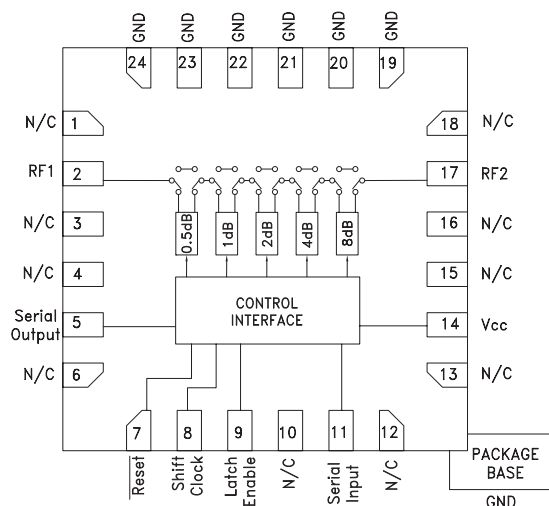 GND
GND
GND
GND
GND
GND
24
23
22
21
20
19
N/C
1
18
N/C
RF1
2
17
RF2
N/C
3
16
N/C
0.5dB
1dB
2dB
4dB
8dB
N/C
4
15
N/C
Serial
Output
5
CONTROL
INTERFACE
14
Vcc
N/C
6
13
N/C
7
8
9
10
11
12
Reset
Shift
Clock
Latch
Enable
N/C
Serial
Input
N/C
PACKAGE
BASE
GND